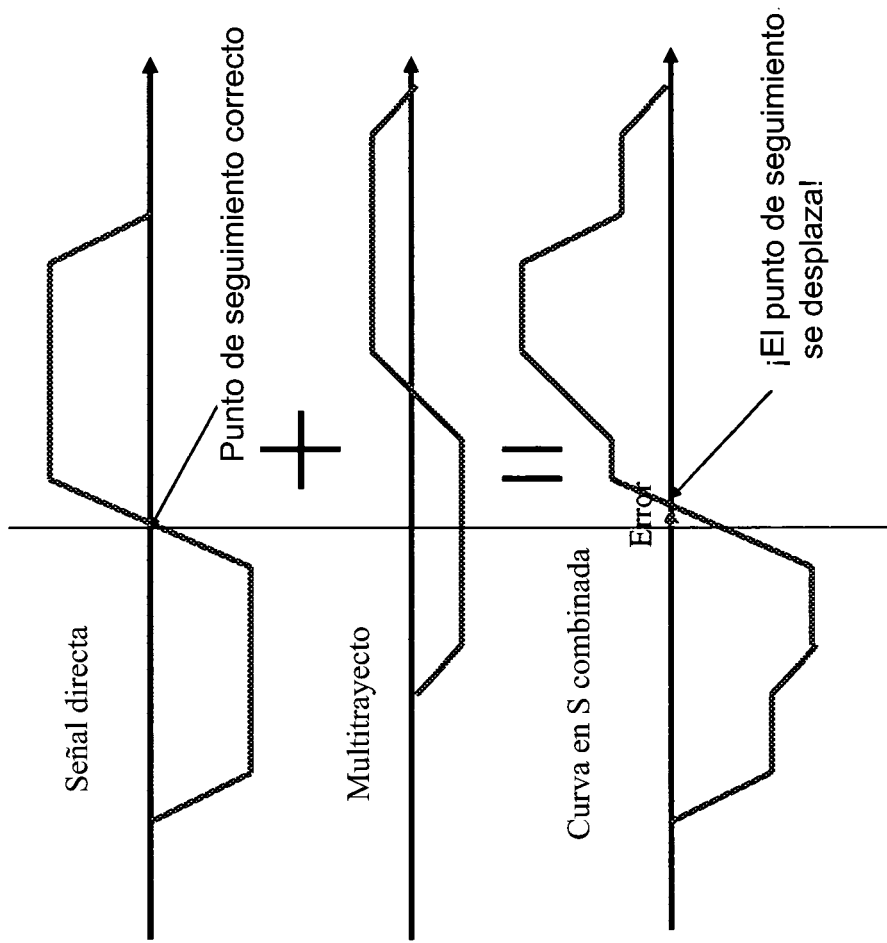 Señal directa
Punto de seguimiento correcto
+
Multitrayecto
=
Curva en S combinada
Error
¡El punto de seguimiento
se desplaza!